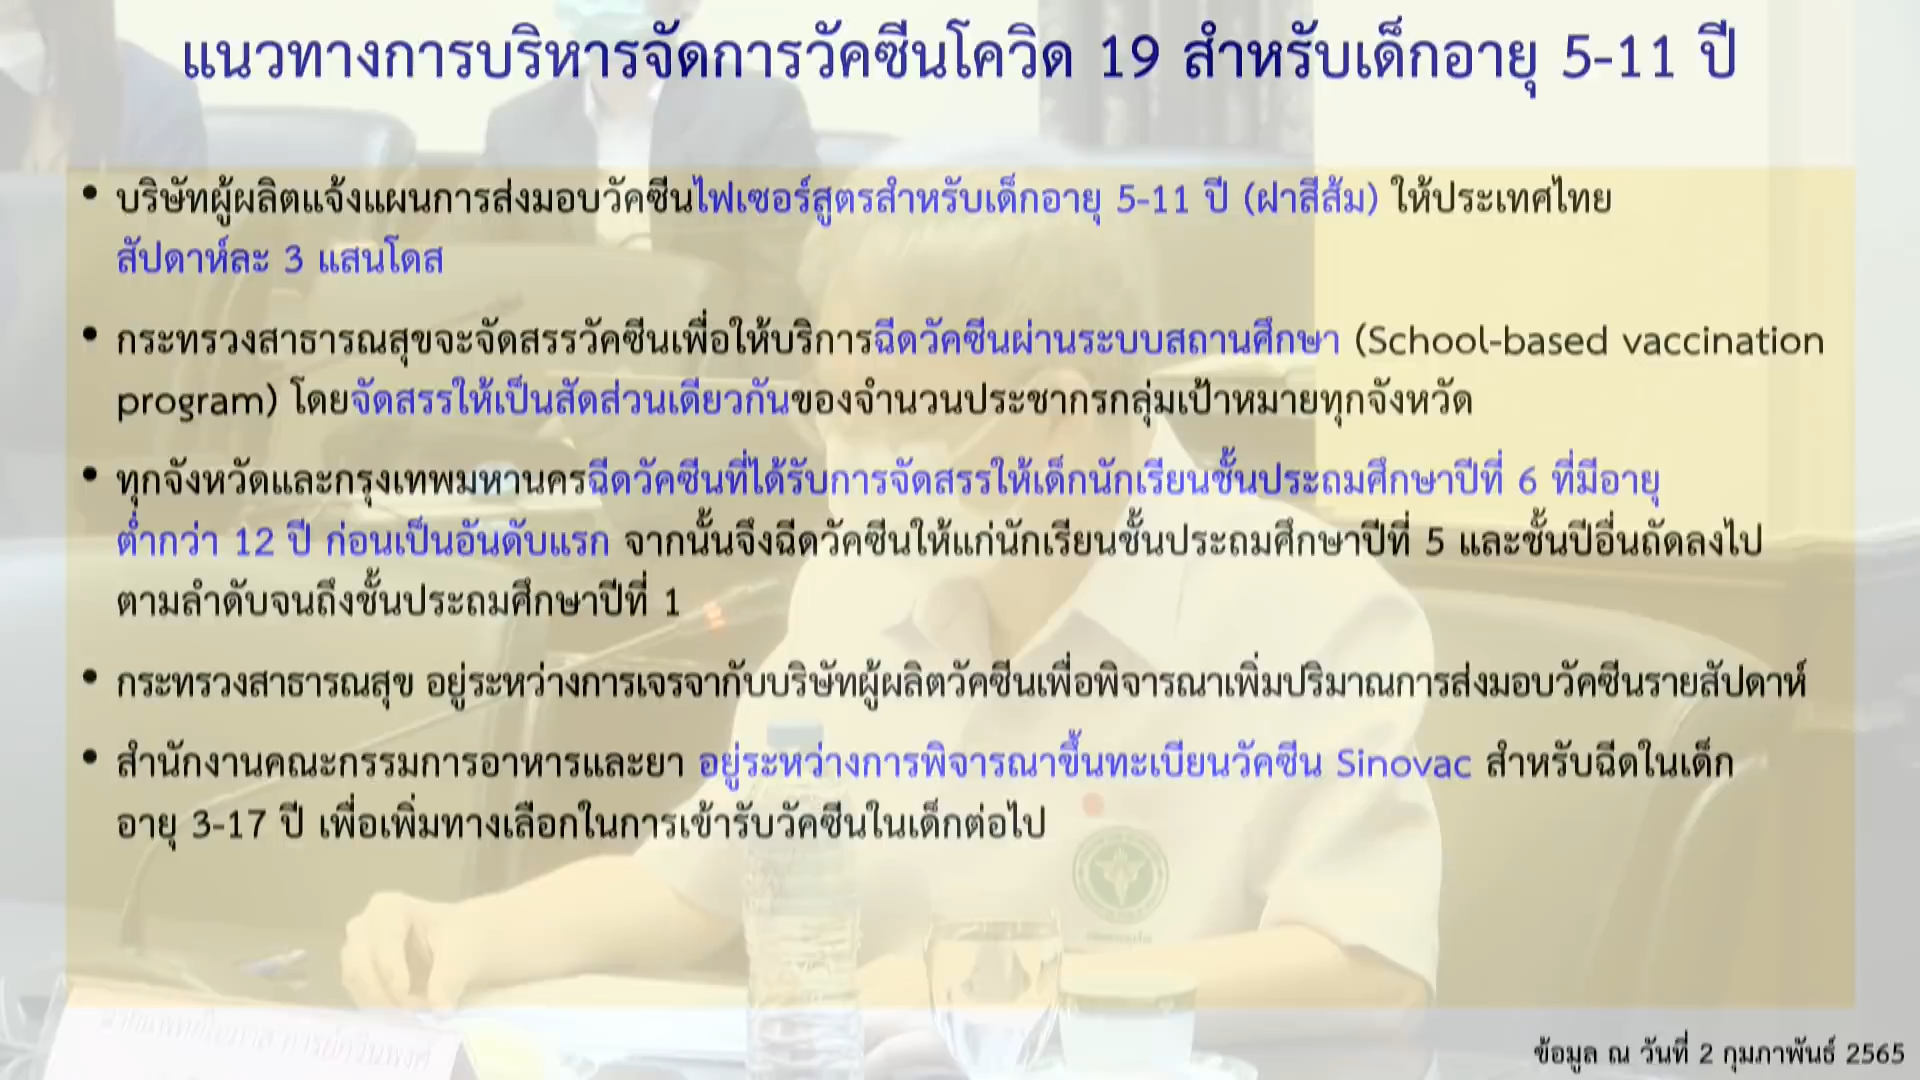 แนวทางการบริหารจัดการวัคซีนโควิด 19 สำหรับเด็กอายุ 5-11 ปี
• บริษัทผู้ผลิตแจ้งแผนการส่งมอบวัคซีนไฟเซอร์สูตรสำหรับเด็กอายุ 5-11 ปี (ฝาสีส้ม) ให้ประเทศไทย
สัปดาห์ละ 3 แสนโดส
• กระทรวงสาธารณสุขจะจัดสรรวัคซีนเพื่อให้บริการฉีดวัคซีนผ่านระบบสถานศึกษา (School-based vaccination
program) โดยจัดสรรให้เป็นสัดส่วนเดียวกันของจำนวนประชากรกลุ่มเป้าหมายทุกจังหวัด
• ทุกจังหวัดและกรุงเทพมหานครฉีดวัคซีนที่ได้รับการจัดสรรให้เด็กนักเรียนชั้นประถมศึกษาปีที่ 6 ที่มีอายุ
ต่ำกว่า 12 ปี ก่อนเป็นอันดับแรก จากนั้นจึงฉีดวัคซีนให้แก่นักเรียนชั้นประถมศึกษาปีที่ 5 และชั้นปีอื่นถัดลงไป
ตามลำดับจนถึงชั้นประถมศึกษาปีที่ 1
• กระทรวงสาธารณสุข อยู่ระหว่างการเจรจากับบริษัทผู้ผลิตวัคซีนเพื่อพิจารณาเพิ่มปริมาณการส่งมอบวัคซีนรายสัปดาห์
• สำนักงานคณะกรรมการอาหารและยา อยู่ระหว่างการพิจารณาขึ้นทะเบียนวัคซีน Sinovac สำหรับฉีดในเด็ก
อายุ 3-17 ปี เพื่อเพิ่มทางเลือกในการเข้ารับวัคซีนในเด็กต่อไป
ข้อมูล ณ วันที่ 2 กุมภาพันธ์ 2565